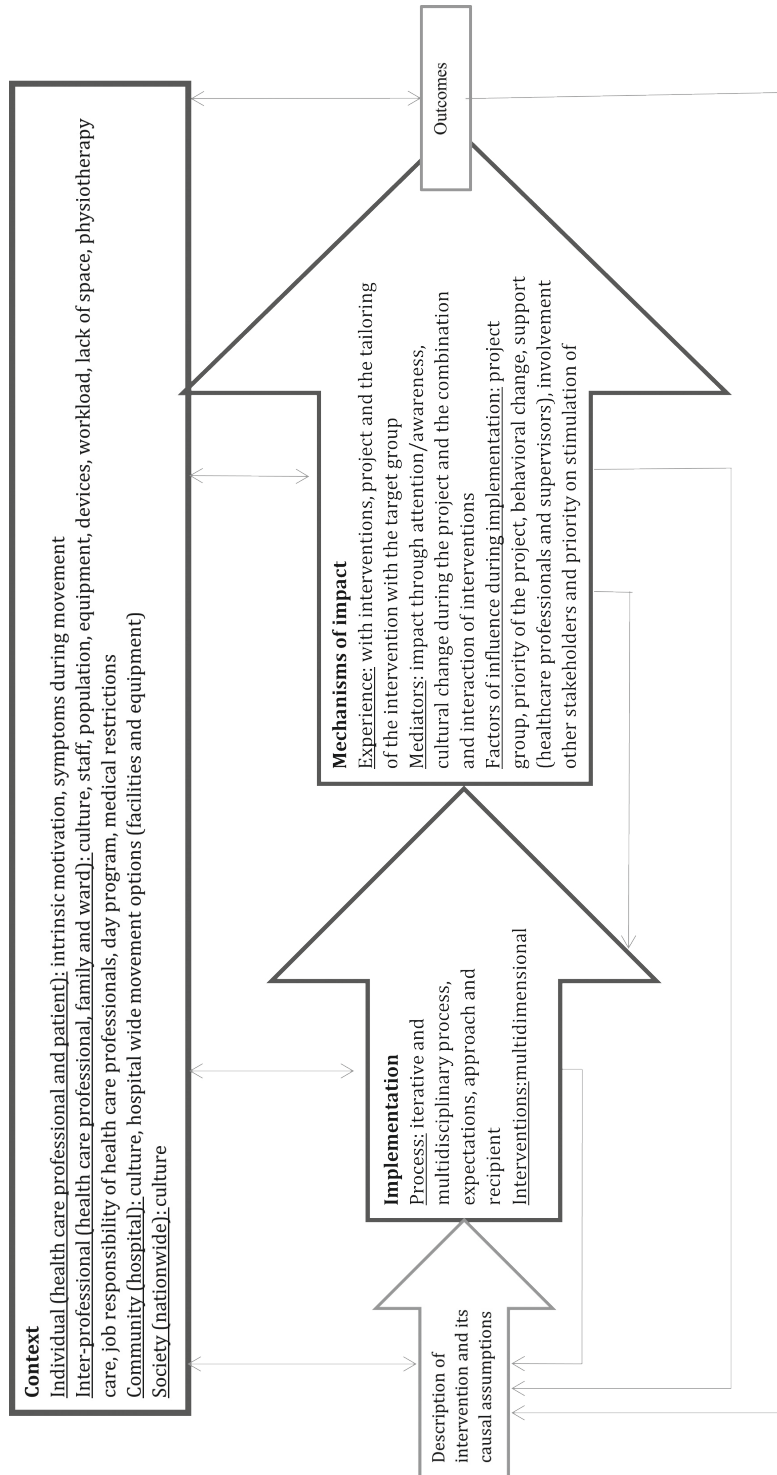 Context
Individual (health care professional and patient): intrinsic motivation, symptoms during movement
Inter-professional (health care professional, family and ward): culture, staff, population, equipment, devices, workload, lack of space, physiotherapy
care, job responsibility of health care professionals, day program, medical restrictions
Community (hospital): culture, hospital wide movement options (facilities and equipment)
Society (nationwide): culture
Description of
intervention and its
causal assumptions
Implementation
Process: iterative and
multidisciplinary process,
expectations, approach and
recipient
Interventions:multidimensional
Mechanisms of impact
Experience: with interventions, project and the tailoring
of the intervention with the target group
Mediators: impact through attention/awareness,
cultural change during the project and the combination
and interaction of interventions
Factors of influence during implementation: project
group, priority of the project, behavioral change, support
(healthcare professionals and supervisors), involvement
other stakeholders and priority on stimulation of
Outcomes